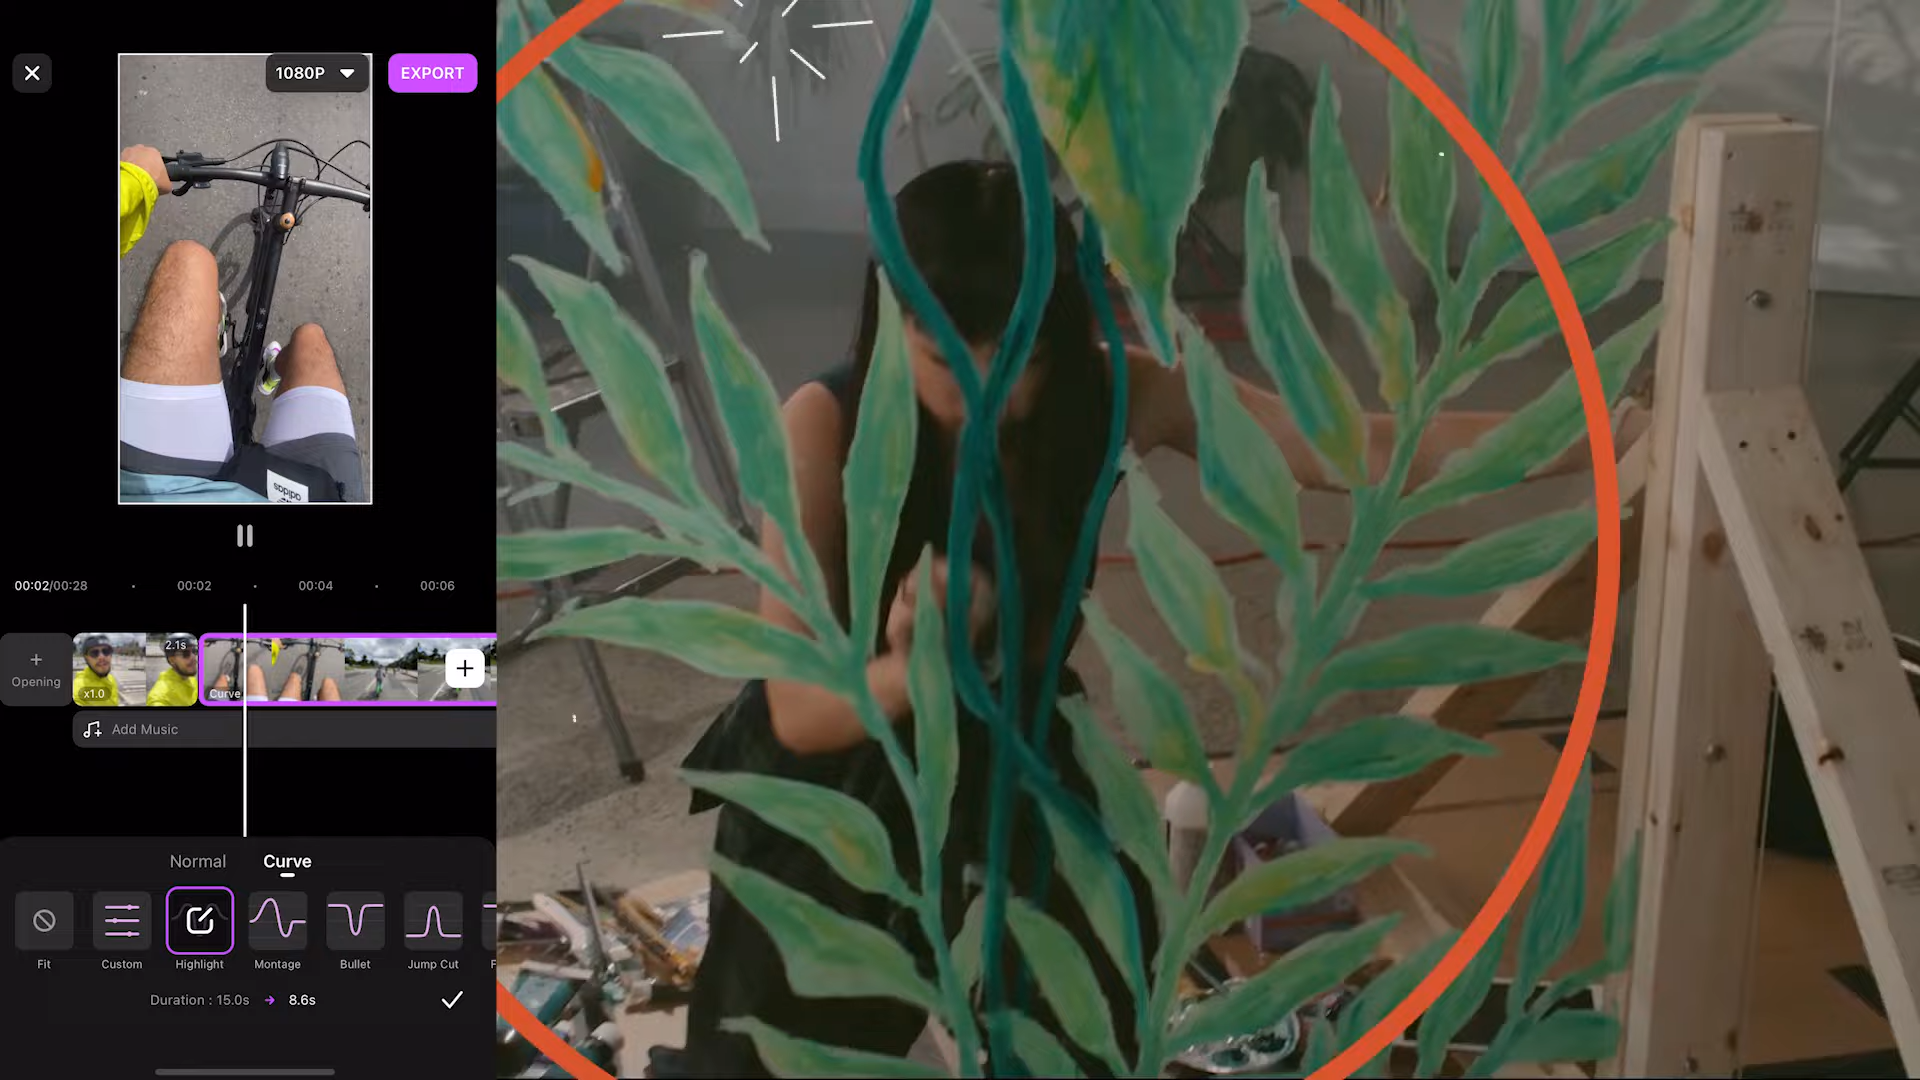 1080P
EXPORT
adidas
00:02/00:28
00:02
00:04
00:06
Opening
x1.0
2.1s
Curve
Add Music
Normal
Curve
Fit
Custom
Highlight
Montage
Bullet
Jump Cut
F
Duration : 15.0s → 8.6s